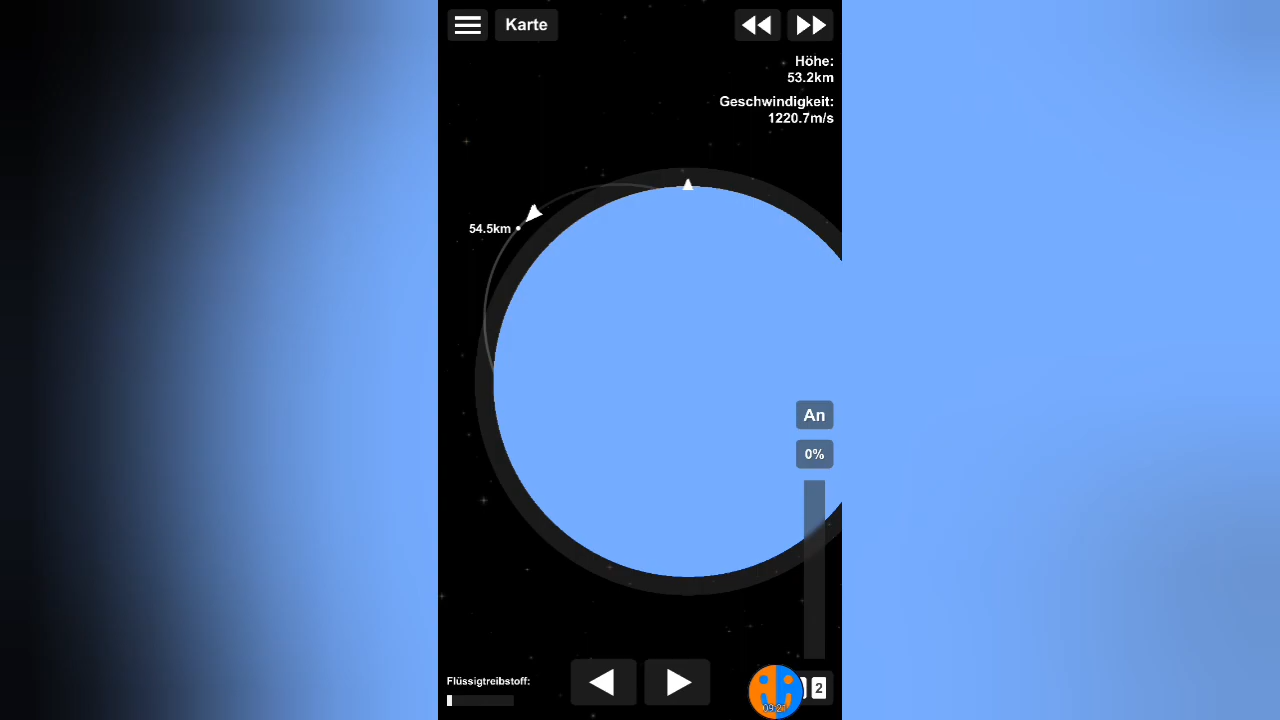 Karte
Höhe:
53.2km
Geschwindigkeit:
1220.7m/s
54.5km
An
0%
Flüssigtreibstoff:
2